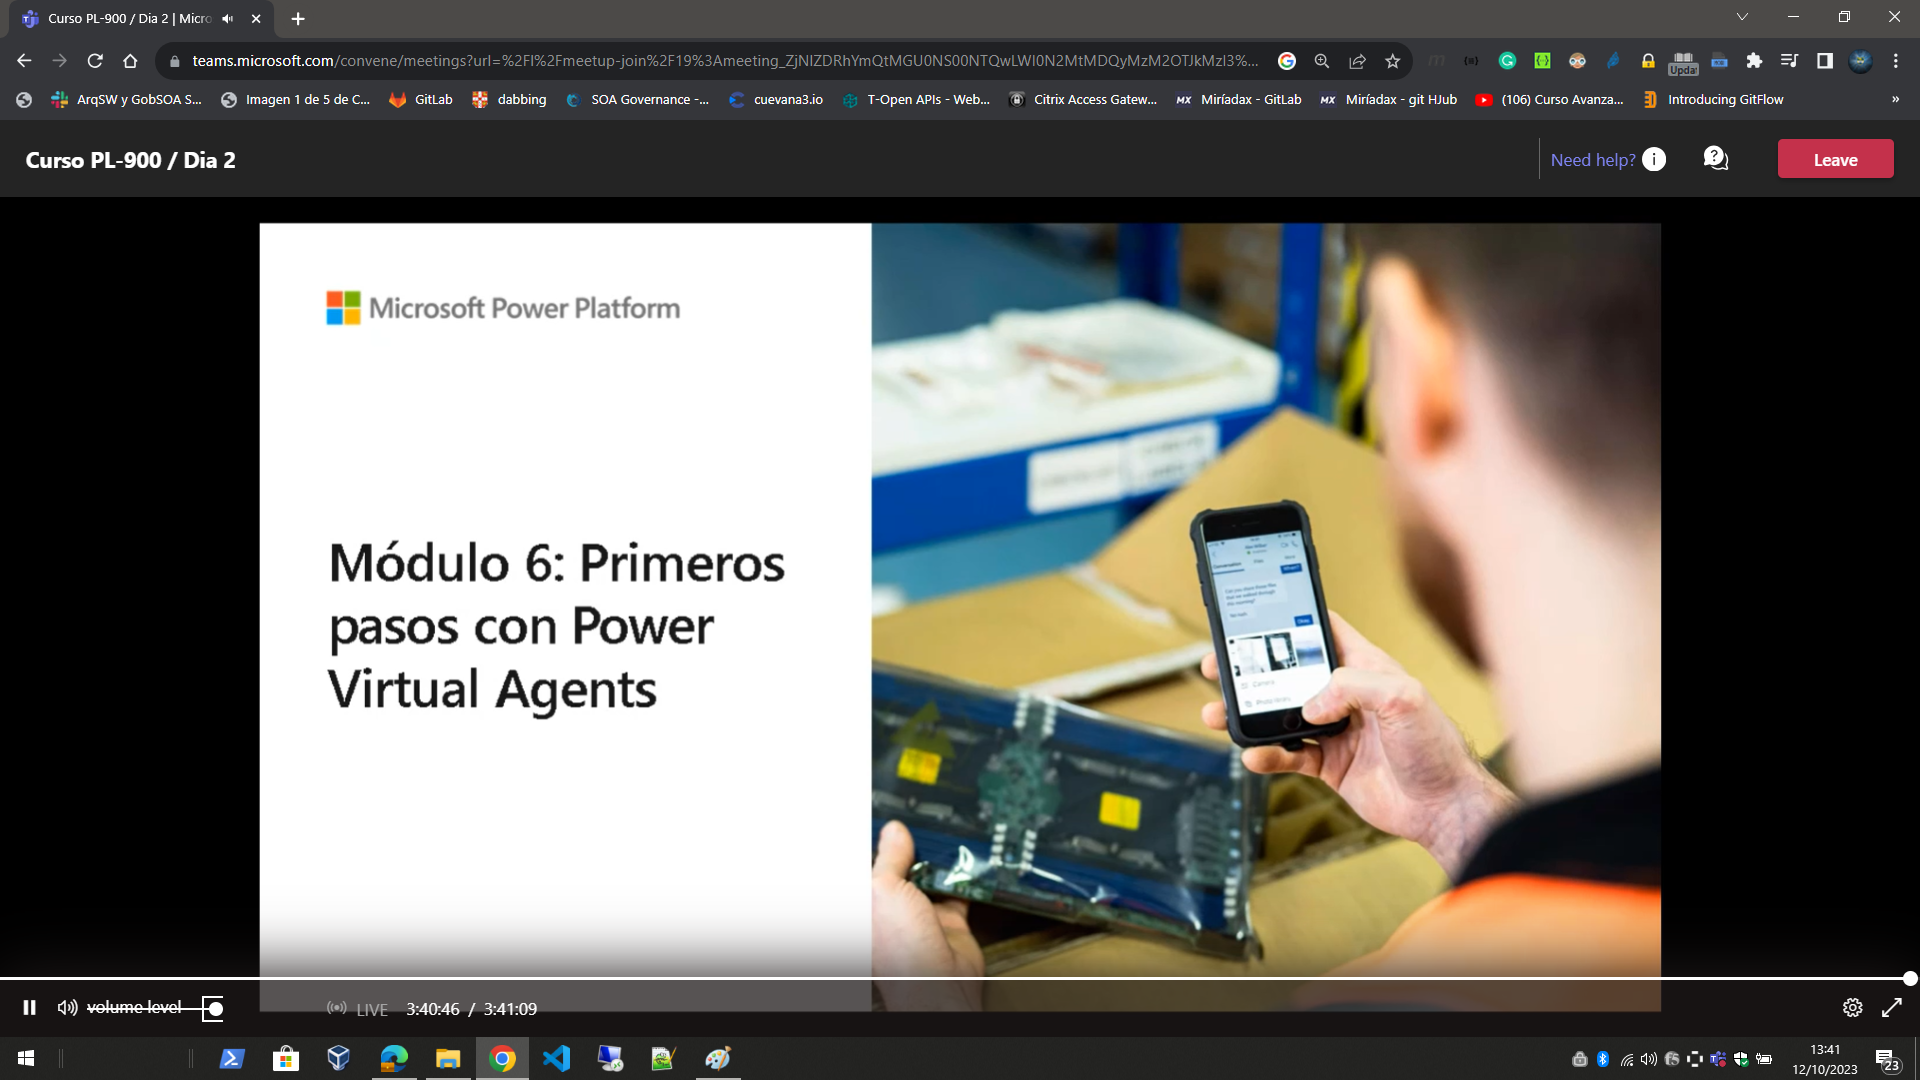 Curso PL-900 / Dia 2 | Micro
teams.microsoft.com/convene/meetings?url=%2Fl%2Fmeetup-join%2F19%3Ameeting_ZjNlZDRhYmQtMGU0NS00NTQwLWI0N2MtMDQyMzM2OTJkMzI3%...
Upda
ArqSW y GobSOA S...
Imagen 1 de 5 de C...
GitLab
dabbing
SOA Governance -...
cuevana3.io
T-Open APIs - Web...
Citrix Access Gatew...
Miríadax - GitLab
Miríadax - git HJub
(106) Curso Avanza...
Introducing GitFlow
»
Curso PL-900 / Dia 2
Need help?
Leave
Microsoft Power Platform
Módulo 6: Primeros
pasos con Power
Virtual Agents
volume level
LIVE
3:40:46 / 3:41:09
13:41
12/10/2023
23